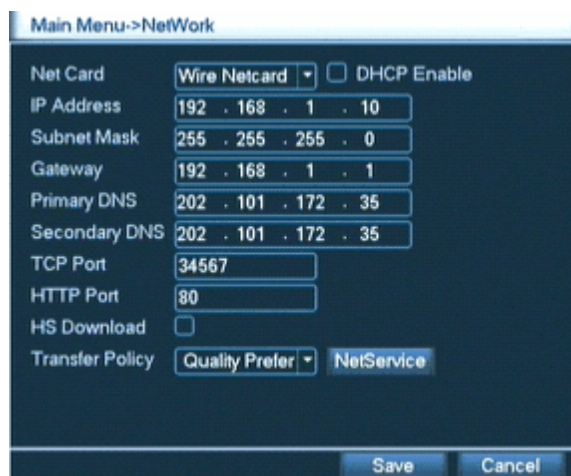 Main Menu->NetWork
Net Card Wire Netcard DHCP Enable
IP Address 192 . 168 . 1 . 10
Subnet Mask 255 . 255 . 255 . 0
Gateway 192 . 168 . 1 . 1
Primary DNS 202 . 101 . 172 . 35
Secondary DNS 202 . 101 . 172 . 35
TCP Port 34567
HTTP Port 80
HS Download
Transfer Policy Quality Prefer NetService
Save Cancel